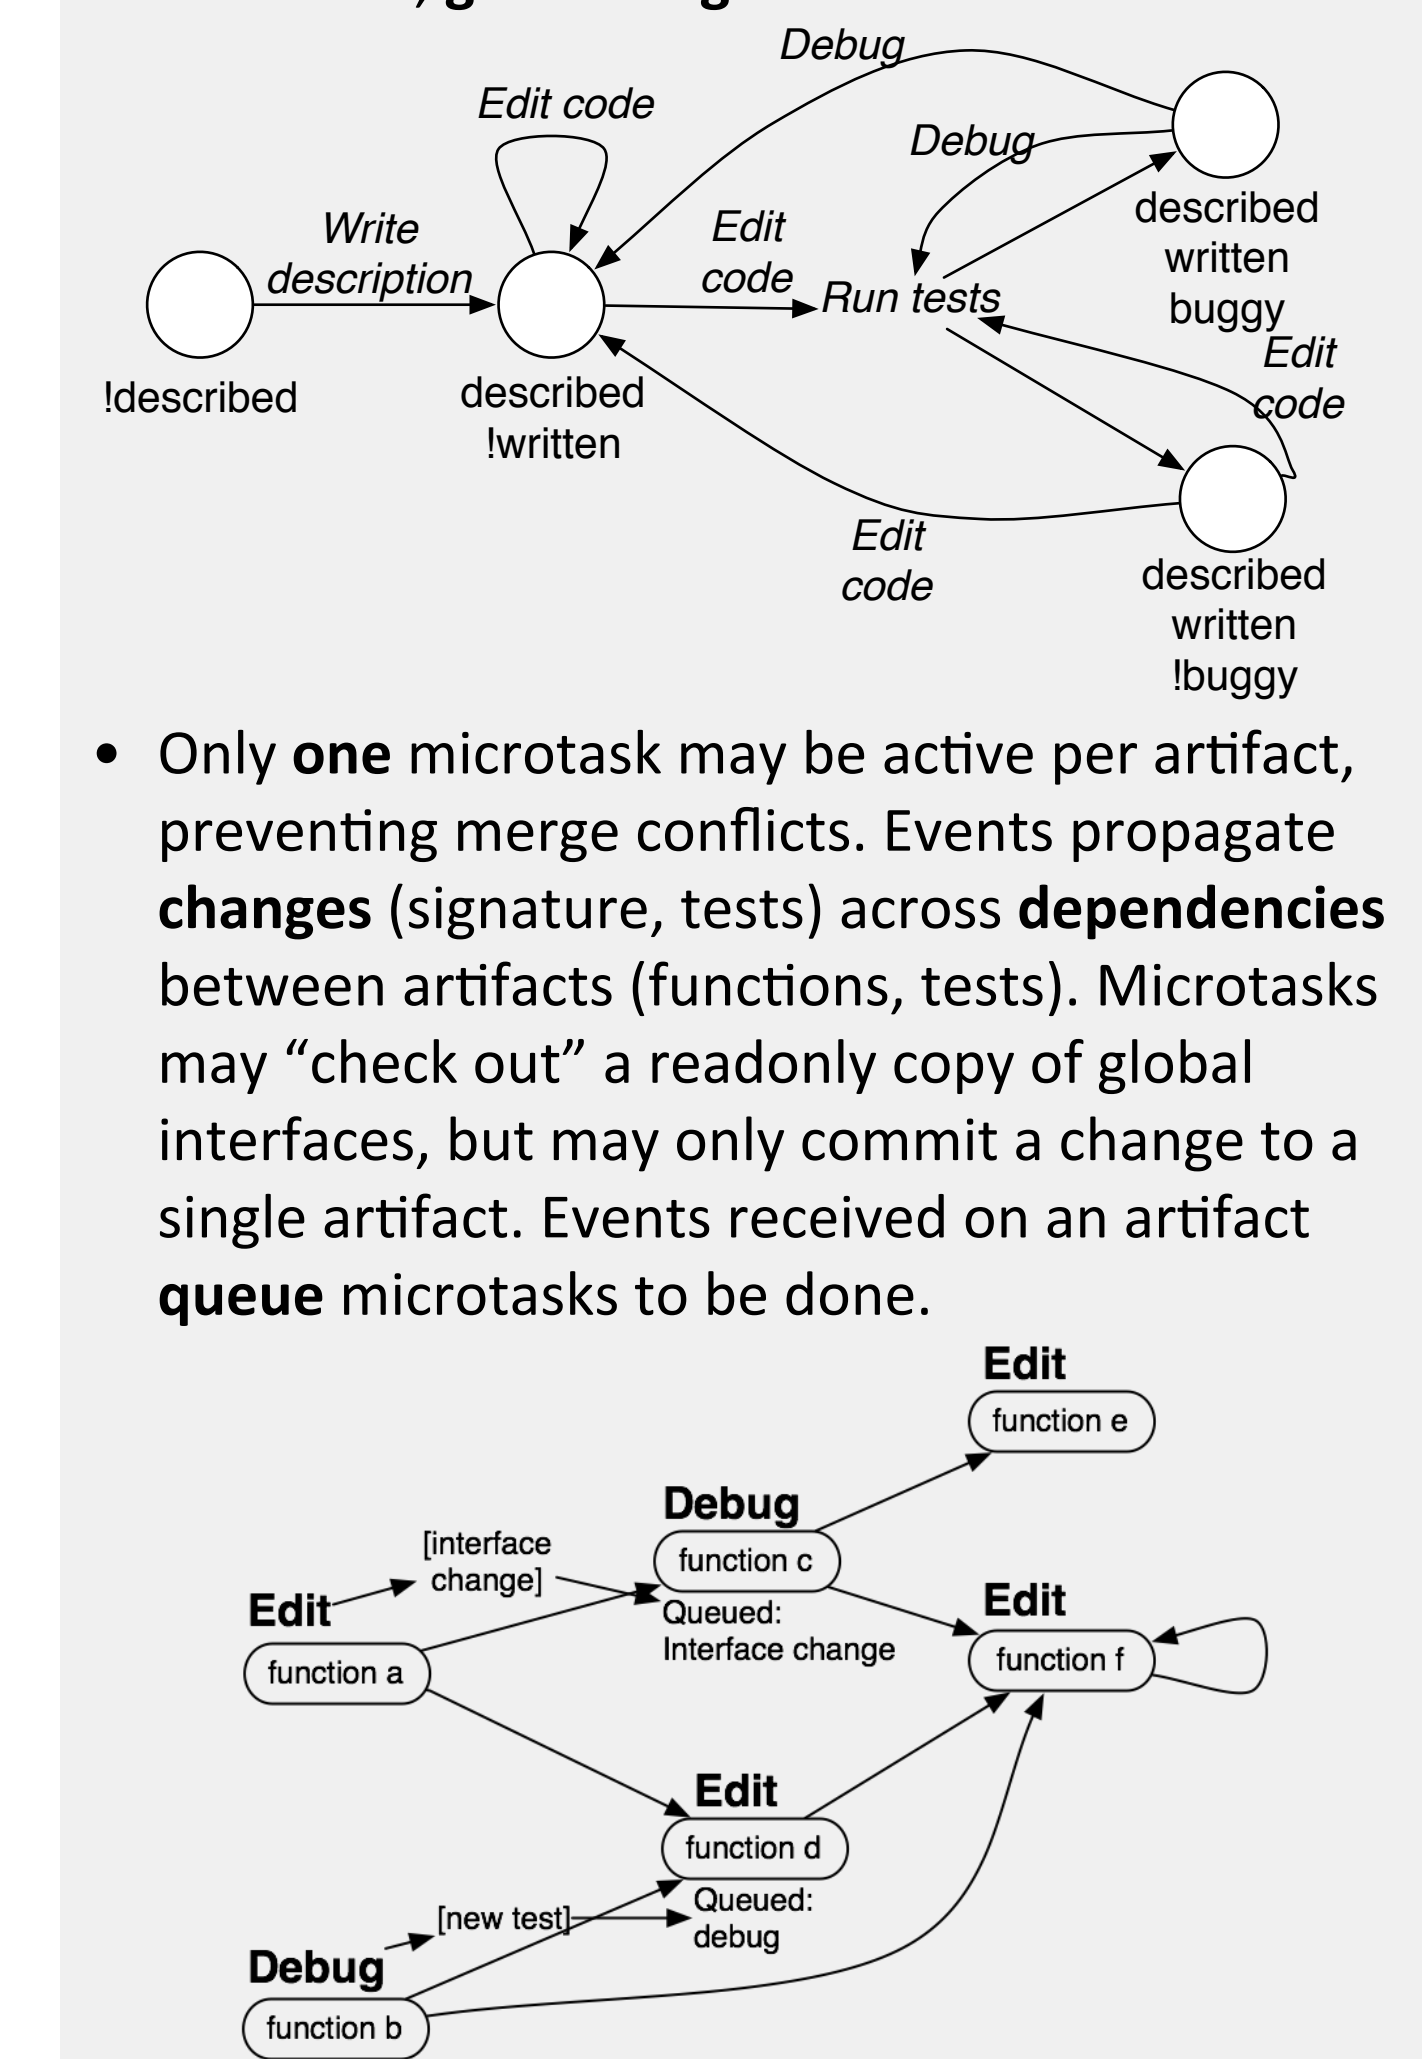 Debug
Edit code
Debug
Write
description
Edit
code
Run tests
described
written
buggy
Edit
code
!described
described
!written
Edit
code
described
written
!buggy
• Only one microtask may be active per artifact,
preventing merge conflicts. Events propagate
changes (signature, tests) across dependencies
between artifacts (functions, tests). Microtasks
may “check out” a readonly copy of global
interfaces, but may only commit a change to a
single artifact. Events received on an artifact
queue microtasks to be done.
Edit
function e
Debug
function c
[interface
change]
Queued:
Interface change
Edit
function a
Edit
function f
Edit
function d
Queued:
debug
[new test]
Debug
function b